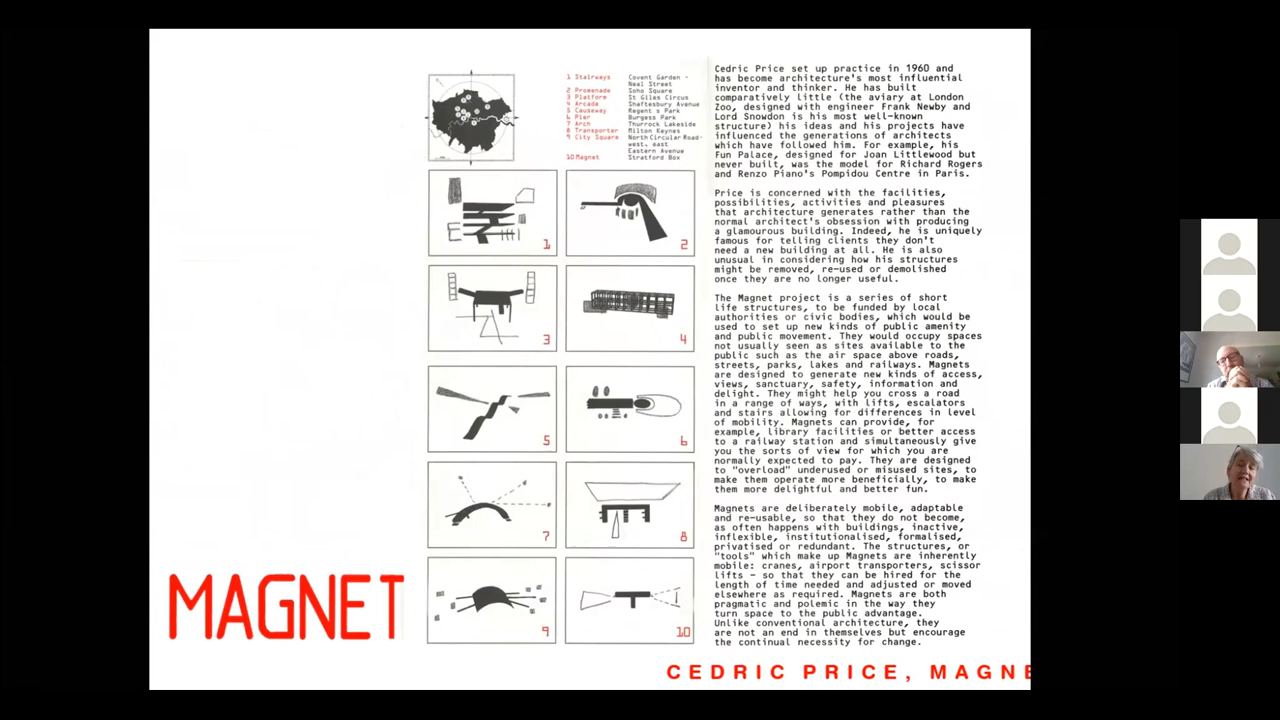 1 Stairways Covent Garden -
Neal Street
2 Promenade Soho Square
3 Platform St Giles Circus
4 Arcade Shaftesbury Avenue
5 Causeway Regent s Park
6 Pier Burgess Park
7 Arch Thurrock Lakeside
8 Transporter Milton Keynes
9 City Square North Circular Road-
west, east
Eastern Avenue
10 Magnet Stratford Box
1
2
3
4
5
6
7
8
9
10
MAGNET
Cedric Price set up practice in 1960 and
has become architecture's most influential
inventor and thinker. He has built
comparatively little (the aviary at London
Zoo, designed with engineer Frank Newby and
Lord Snowdon is his most well-known
structure) his ideas and his projects have
influenced the generations of architects
which have followed him. For example, his
Fun Palace, designed for Joan Littlewood but
never built, was the model for Richard Rogers
and Renzo Piano's Pompidou Centre in Paris.
Price is concerned with the facilities,
possibilities, activities and pleasures
that architecture generates rather than the
normal architect's obsession with producing
a glamourous building. Indeed, he is uniquely
famous for telling clients they don't
need a new building at all. He is also
unusual in considering how his structures
might be removed, re-used or demolished
once they are no longer useful.
The Magnet project is a series of short
life structures, to be funded by local
authorities or civic bodies, which would be
used to set up new kinds of public amenity
and public movement. They would occupy spaces
not usually seen as sites available to the
public such as the air space above roads,
streets, parks, lakes and railways. Magnets
are designed to generate new kinds of access,
views, sanctuary, safety, information and
delight. They might help you cross a road
in a range of ways, with lifts, escalators
and stairs allowing for differences in level
of mobility. Magnets can provide, for
example, library facilities or better access
to a railway station and simultaneously give
you the sorts of view for which you are
normally expected to pay. They are designed
to "overload" underused or misused sites, to
make them operate more beneficially, to make
them more delightful and better fun.
Magnets are deliberately mobile, adaptable
and re-usable, so that they do not become,
as often happens with buildings, inactive,
inflexible, institutionalised, formalised,
privatised or redundant. The structures, or
"tools" which make up Magnets are inherently
mobile: cranes, airport transporters, scissor
lifts - so that they can be hired for the
length of time needed and adjusted or moved
elsewhere as required. Magnets are both
pragmatic and polemic in the way they
turn space to the public advantage.
Unlike conventional architecture, they
are not an end in themselves but encourage
the continual necessity for change.
CEDRIC PRICE, MAGNE